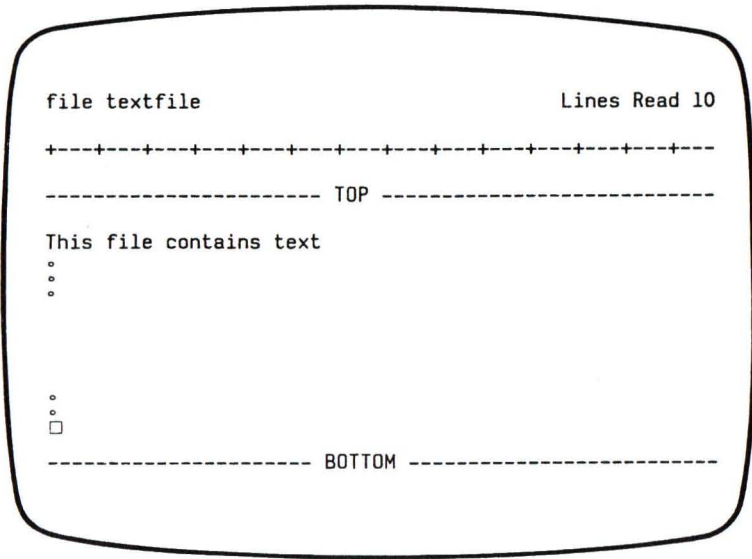 file textfile Lines Read 10
+----+----+----+----+----+----+----+----+----+----+----+----+----+---
----------------------- TOP ----------------------------
This file contains text
°
°
°
°
°
□
---------------------- BOTTOM --------------------------